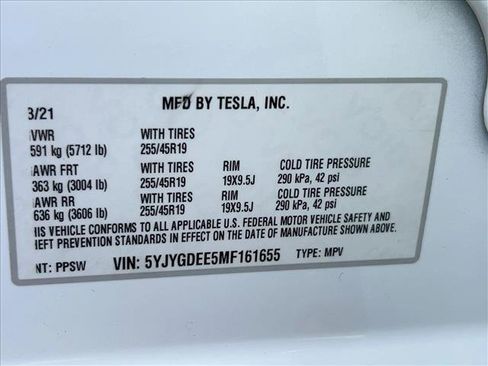 3/21 MFD BY TESLA, INC.
VWR WITH TIRES
591 kg (5712 lb) 255/45R19
AWR FRT WITH TIRES RIM COLD TIRE PRESSURE
363 kg (3004 lb) 255/45R19 19X9.5J 290 kPa, 42 psi
AWR RR WITH TIRES RIM COLD TIRE PRESSURE
636 kg (3606 lb) 255/45R19 19X9.5J 290 kPa, 42 psi
IIS VEHICLE CONFORMS TO ALL APPLICABLE U.S. FEDERAL MOTOR VEHICLE SAFETY AND
HEFT PREVENTION STANDARDS IN EFFECT ON THE DATE OF MANUFACTURE SHOWN ABOVE.
NT: PPSW VIN: 5YJYGDEE5MF161655 TYPE: MPV